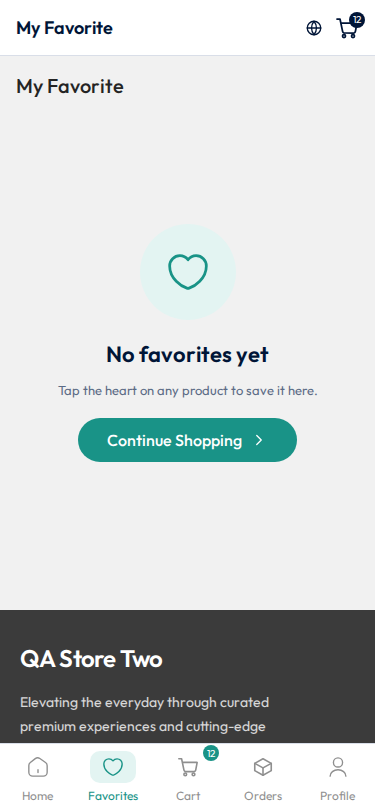 My Favorite
12
My Favorite
No favorites yet
Tap the heart on any product to save it here.
Continue Shopping
QA Store Two
Elevating the everyday through curated
premium experiences and cutting-edge
12
Home Favorites Cart Orders Profile